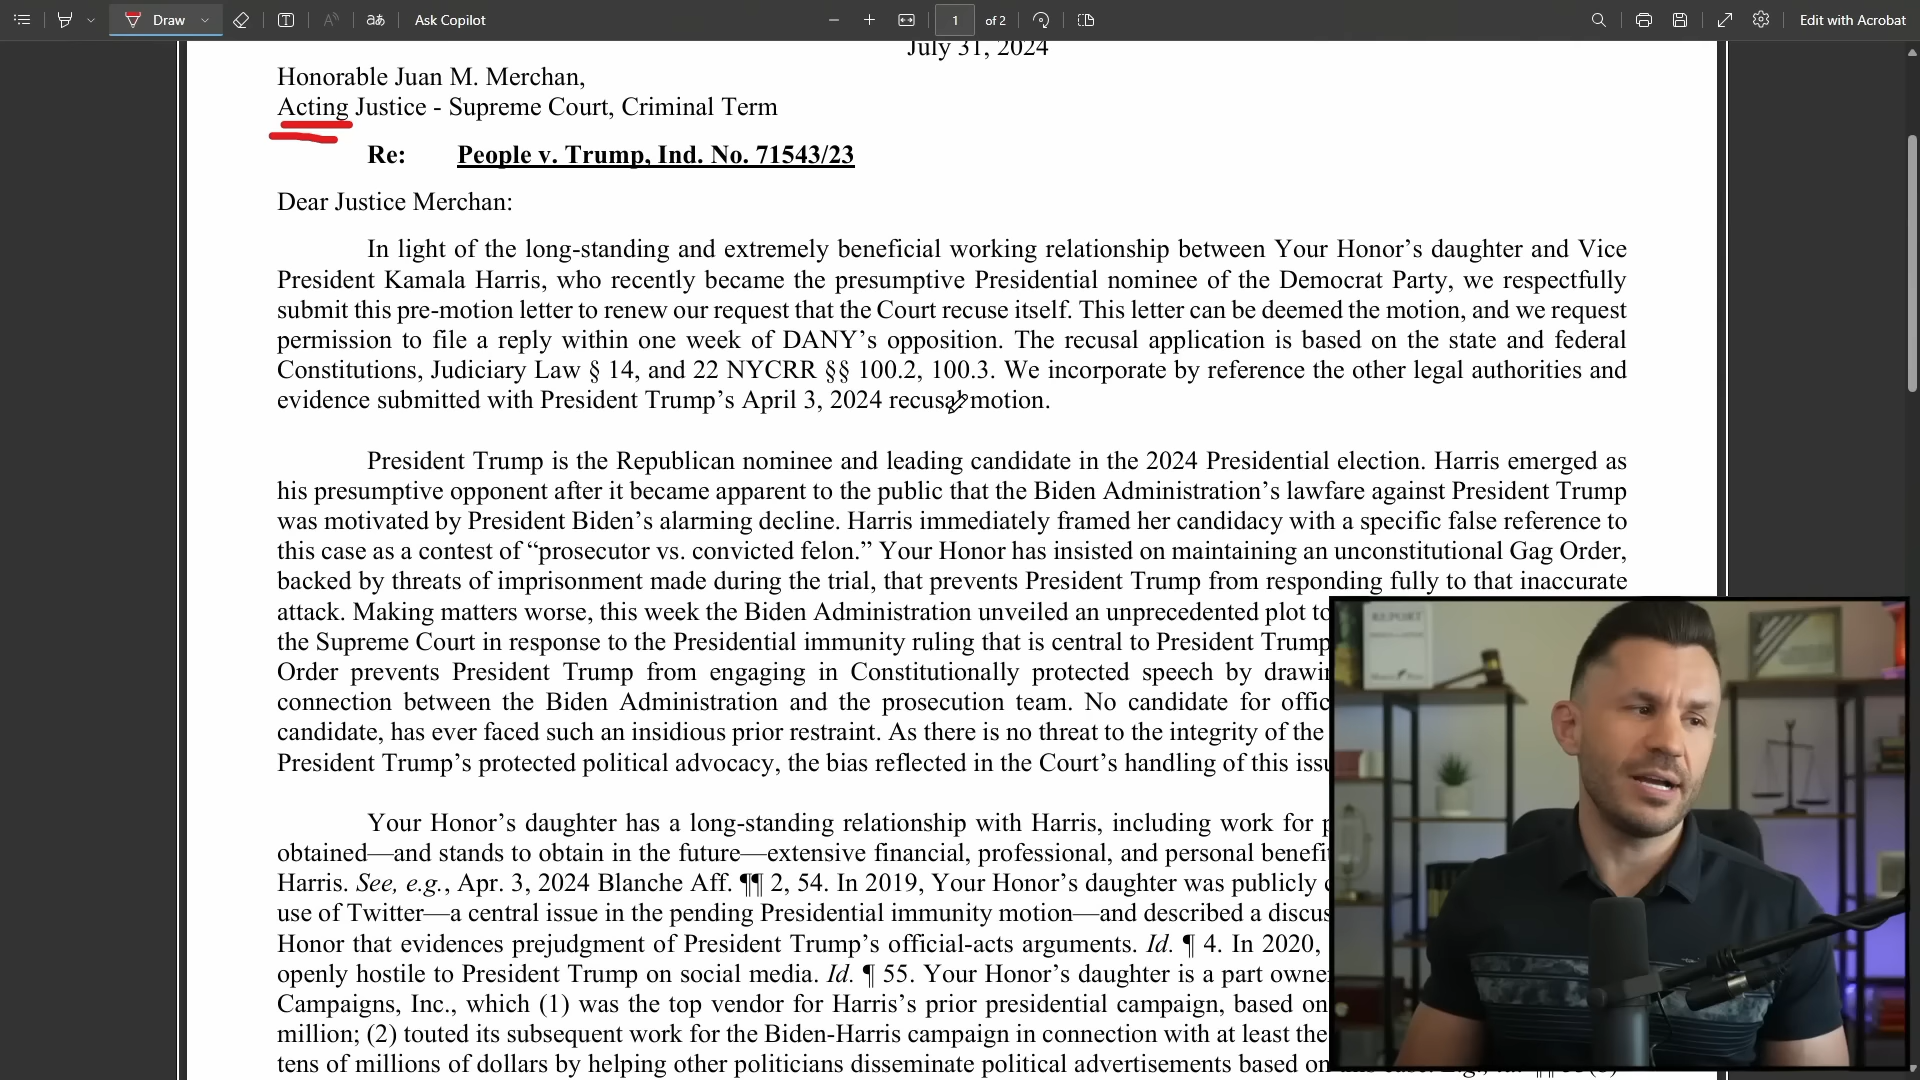 Draw
aあ
Ask Copilot
1
of 2
Edit with Acrobat
July 31, 2024
Honorable Juan M. Merchan,
Acting Justice - Supreme Court, Criminal Term
Re: People v. Trump, Ind. No. 71543/23
Dear Justice Merchan:
In light of the long-standing and extremely beneficial working relationship between Your Honor’s daughter and Vice
President Kamala Harris, who recently became the presumptive Presidential nominee of the Democrat Party, we respectfully
submit this pre-motion letter to renew our request that the Court recuse itself. This letter can be deemed the motion, and we request
permission to file a reply within one week of DANY’s opposition. The recusal application is based on the state and federal
Constitutions, Judiciary Law § 14, and 22 NYCRR §§ 100.2, 100.3. We incorporate by reference the other legal authorities and
evidence submitted with President Trump’s April 3, 2024 recusal motion.
President Trump is the Republican nominee and leading candidate in the 2024 Presidential election. Harris emerged as
his presumptive opponent after it became apparent to the public that the Biden Administration’s lawfare against President Trump
was motivated by President Biden’s alarming decline. Harris immediately framed her candidacy with a specific false reference to
this case as a contest of “prosecutor vs. convicted felon.” Your Honor has insisted on maintaining an unconstitutional Gag Order,
backed by threats of imprisonment made during the trial, that prevents President Trump from responding fully to that inaccurate
attack. Making matters worse, this week the Biden Administration unveiled an unprecedented plot to
the Supreme Court in response to the Presidential immunity ruling that is central to President Trump
Order prevents President Trump from engaging in Constitutionally protected speech by
connection between the Biden Administration and the prosecution team. No candidate for
candidate, has ever faced such an insidious prior restraint. As there is no threat to the integrity of the
President Trump’s protected political advocacy, the bias reflected in the Court’s handling of this
Your Honor’s daughter has a long-standing relationship with Harris, including work for
obtained—and stands to obtain in the future—extensive financial, professional, and personal
Harris. See, e.g., Apr. 3, 2024 Blanche Aff. ¶¶ 2, 54. In 2019, Your Honor’s daughter was publicly
use of Twitter—a central issue in the pending Presidential immunity motion—and described a
Honor that evidences prejudgment of President Trump’s official-acts arguments. Id. ¶ 4. In 2020,
openly hostile to President Trump on social media. Id. ¶ 55. Your Honor’s daughter is a part
Campaigns, Inc., which (1) was the top vendor for Harris’s prior presidential campaign, based on
million; (2) touted its subsequent work for the Biden-Harris campaign in connection with at least the
tens of millions of dollars by helping other politicians disseminate political advertisements based on
REPORT